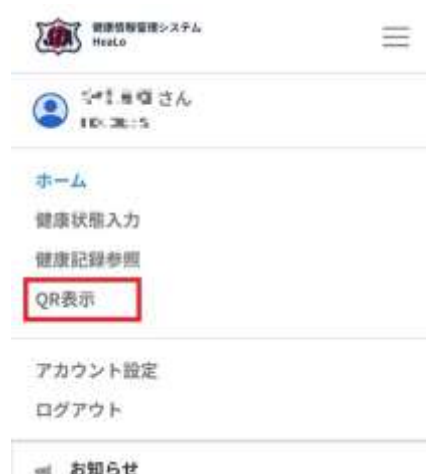 健康情報管理システム
HeaLo
さん
ホーム
健康状態入力
健康記録参照
QR表示
アカウント設定
ログアウト
お知らせ